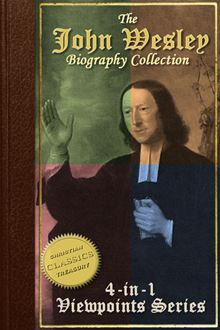 The
John Wesley
Biography Collection
CHRISTIAN
CLASSICS
TREASURY
4-in-1
Viewpoints Series